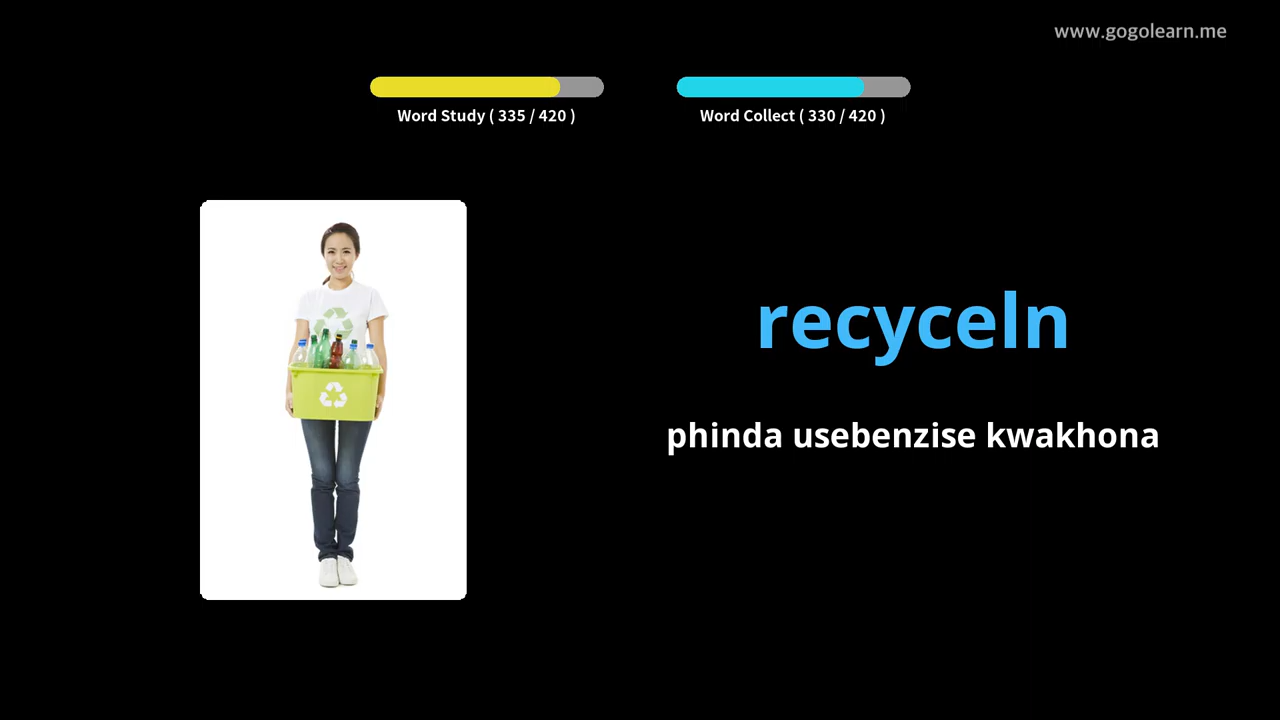 www.gogolearn.me
Word Study ( 335 / 420 )
Word Collect ( 330 / 420 )
recyceln
phinda usebenzise kwakhona